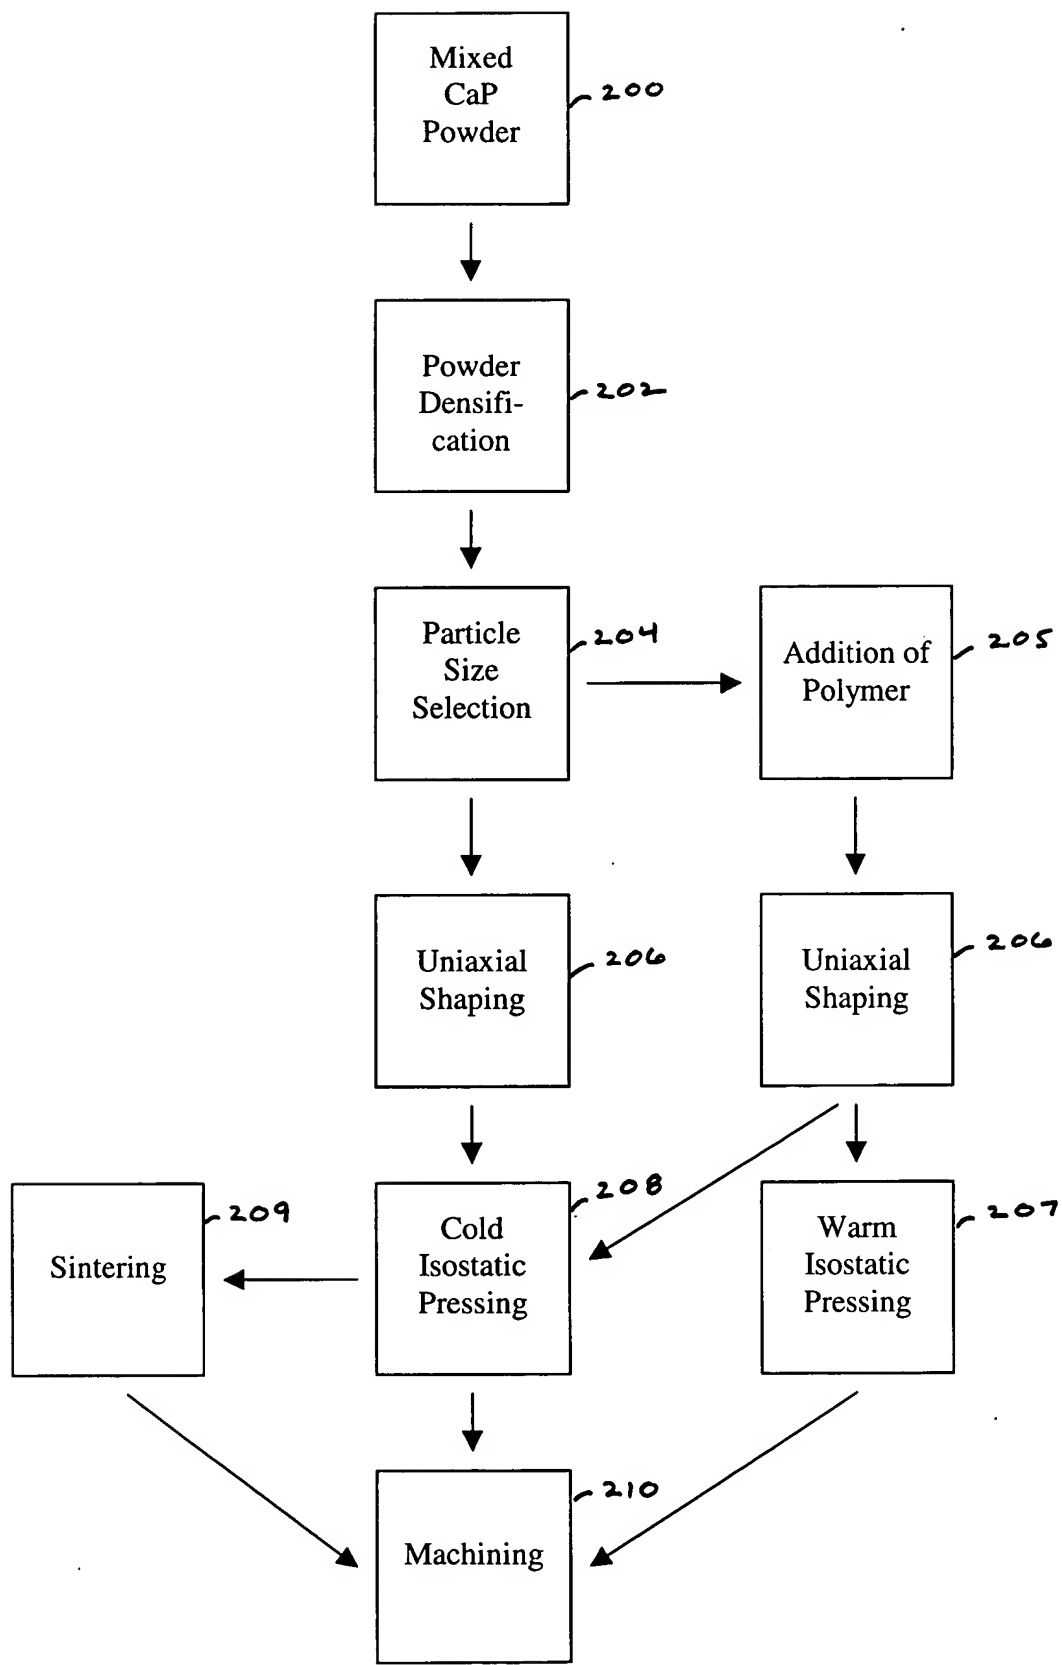 Mixed
CaP
Powder
200
Powder
Densifi-
cation
202
Particle
Size
Selection
204
Addition of
Polymer
205
Uniaxial
Shaping
206
Uniaxial
Shaping
206
Sintering
209
Cold
Isostatic
Pressing
208
Warm
Isostatic
Pressing
207
Machining
210